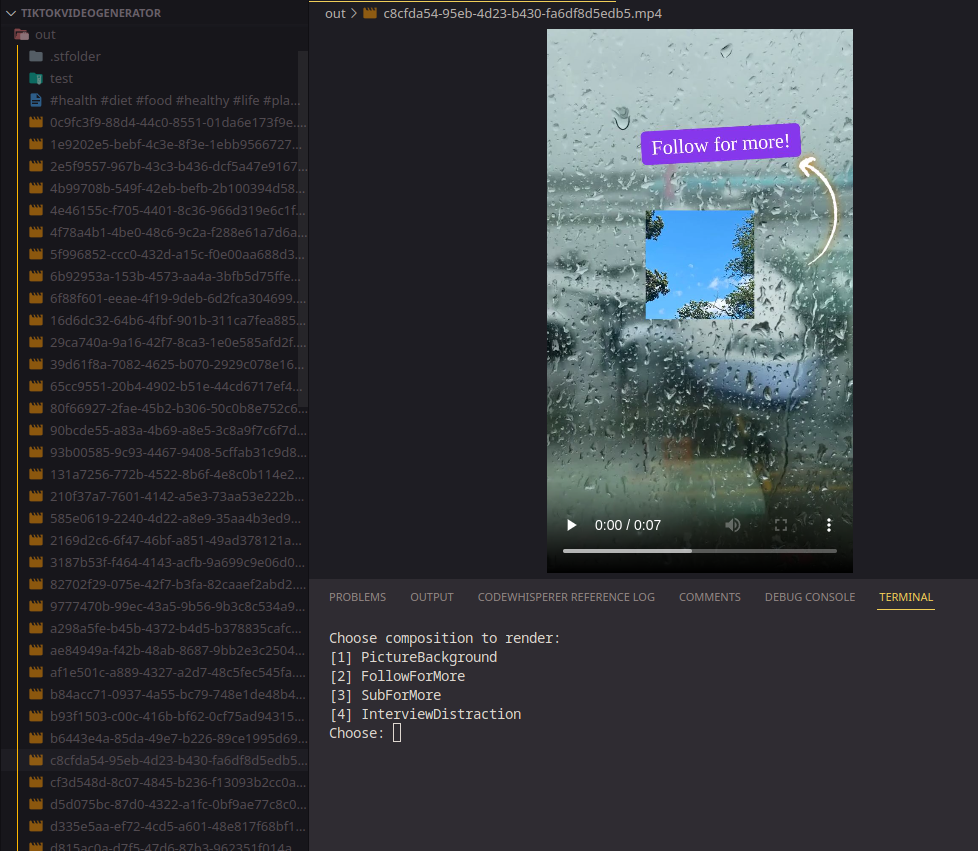 TIKTOKVIDEOGENERATOR
out
.stfolder
test
#health #diet #food #healthy #life #pla...
0c9fc3f9-88d4-44c0-8551-01da6e173f9e....
1e9202e5-bebf-4c3e-8f3e-1ebb9566727...
2e5f9557-967b-43c3-b436-dcf5a47e9167...
4b99708b-549f-42eb-befb-2b100394d58...
4e46155c-f705-4401-8c36-966d319e6c1f...
4f78a4b1-4be0-48c6-9c2a-f288e61a7d6a...
5f996852-ccc0-432d-a15c-f0e00aa688d3...
6b92953a-153b-4573-aa4a-3bfb5d75ffe...
6f88f601-eeae-4f19-9deb-6d2fca304699....
16d6dc32-64b6-4fbf-901b-311ca7fea885...
29ca740a-9a16-42f7-8ca3-1e0e585afd2f...
39d61f8a-7082-4625-b070-2929c078e16...
65cc9551-20b4-4902-b51e-44cd6717ef4...
80f66927-2fae-45b2-b306-50c0b8e752c6...
90bcde55-a83a-4b69-a8e5-3c8a9f7c6f7d...
93b00585-9c93-4467-9408-5cffab31c9d8...
131a7256-772b-4522-8b6f-4e8c0b114e2...
210f37a7-7601-4142-a5e3-73aa53e222b...
585e0619-2240-4d22-a8e9-35aa4b3ed9...
2169d2c6-6f47-46bf-a851-49ad378121a...
3187b53f-f464-4143-acfb-9a699c9e06d0...
82702f29-075e-42f7-b3fa-82caaef2abd2....
9777470b-99ec-43a5-9b56-9b3c8c534a9...
a298a5fe-b45b-4372-b4d5-b378835cafc...
ae84949a-f42b-48ab-8687-9bb2e3c2504...
af1e501c-a889-4327-a2d7-48c5fec545fa....
b84acc71-0937-4a55-bc79-748e1de48b4...
b93f1503-c00c-416b-bf62-0cf75ad94315...
b6443e4a-85da-49e7-b226-89ce1995d69...
c8cfda54-95eb-4d23-b430-fa6df8d5edb5...
cf3d548d-8c07-4845-b236-f13093b2cc0a...
d5d075bc-87d0-4322-a1fc-0bf9ae77c8c0...
d335e5aa-ef72-4cd5-a601-48e817f68bf1...
d815ac0a-d7f5-47d6-87b3-962351f014a...
out > c8cfda54-95eb-4d23-b430-fa6df8d5edb5.mp4
Follow for more!
0:00 / 0:07
PROBLEMS OUTPUT CODEWHISPERER REFERENCE LOG COMMENTS DEBUG CONSOLE TERMINAL
Choose composition to render:
[1] PictureBackground
[2] FollowForMore
[3] SubForMore
[4] InterviewDistraction
Choose: